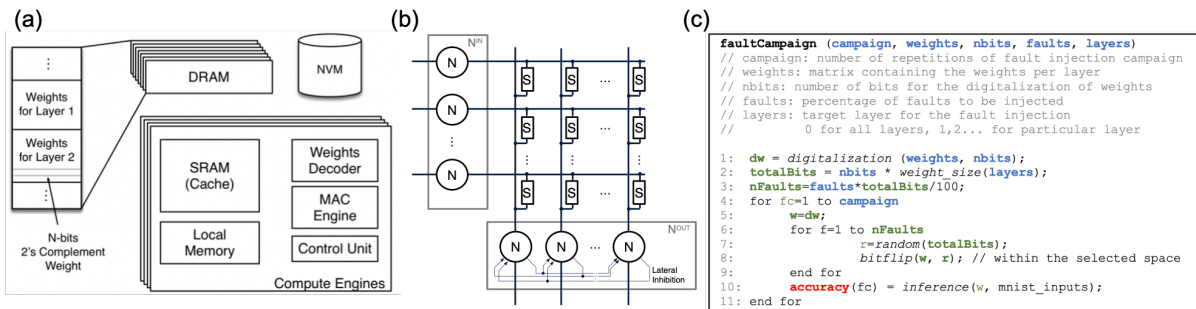 (a)
⋮
Weights
for Layer 1
Weights
for Layer 2
⋮
N-bits
2's Complement
Weight
DRAM
NVM
SRAM
(Cache)
Local
Memory
Weights
Decoder
MAC
Engine
Control Unit
Compute Engines
(b)
N^IN
N
S S ... S
N
S S ... S
⋮
⋮ ⋮ ⋮
N
S S ... S
N^OUT
N N ... N
Lateral
Inhibition
(c)
faultCampaign (campaign, weights, nbits, faults, layers)
// campaign: number of repetitions of fault injection campaign
// weights: matrix containing the weights per layer
// nbits: number of bits for the digitalization of weights
// faults: percentage of faults to be injected
// layers: target layer for the fault injection
// 0 for all layers, 1,2... for particular layer
1: dw = digitalization (weights, nbits);
2: totalBits = nbits * weight_size(layers);
3: nFaults=faults*totalBits/100;
4: for fc=1 to campaign
5: w=dw;
6: for f=1 to nFaults
7: r=random(totalBits);
8: bitflip(w, r); // within the selected space
9: end for
10: accuracy(fc) = inference(w, mnist_inputs);
11: end for